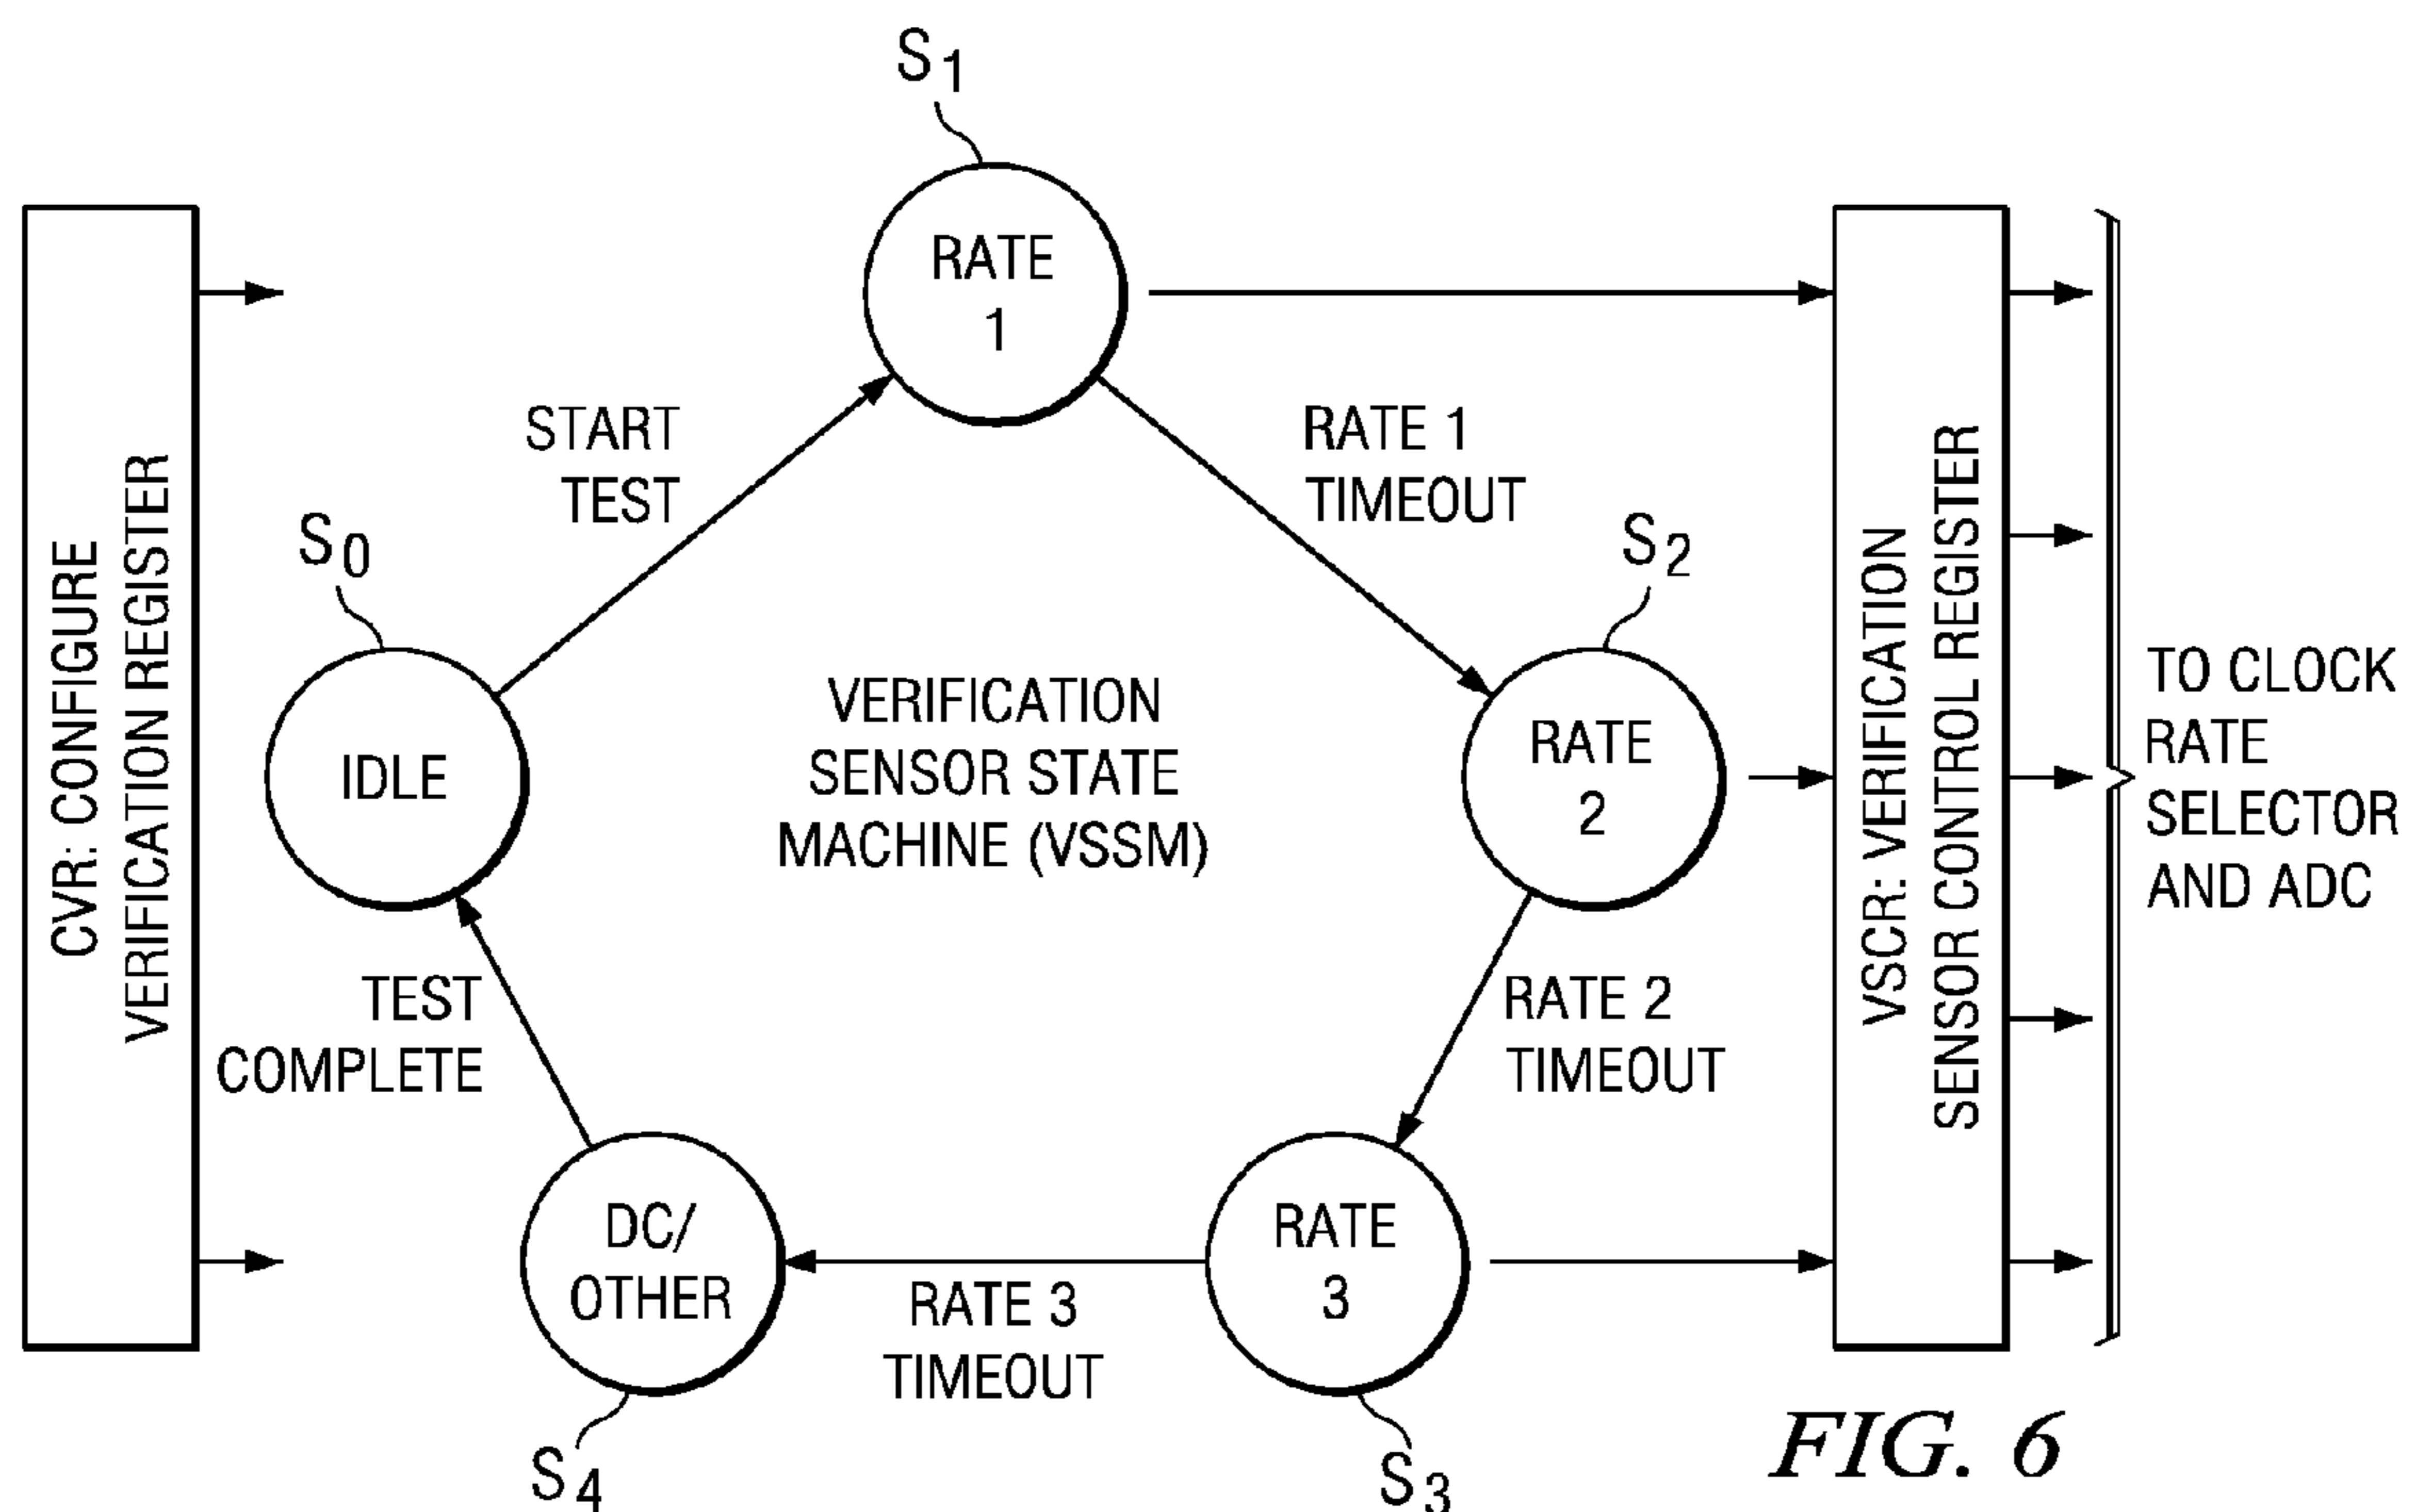 S1
RATE
1
START
TEST
RATE 1
TIMEOUT
S0
S2
CVR: CONFIGURE
VERIFICATION REGISTER
IDLE
VERIFICATION
SENSOR STATE
MACHINE (VSSM)
RATE
2
VSCR: VERIFICATION
SENSOR CONTROL REGISTER
TO CLOCK
RATE
SELECTOR
AND ADC
TEST
COMPLETE
RATE 2
TIMEOUT
DC/
OTHER
RATE 3
TIMEOUT
RATE
3
S4
S3
FIG. 6